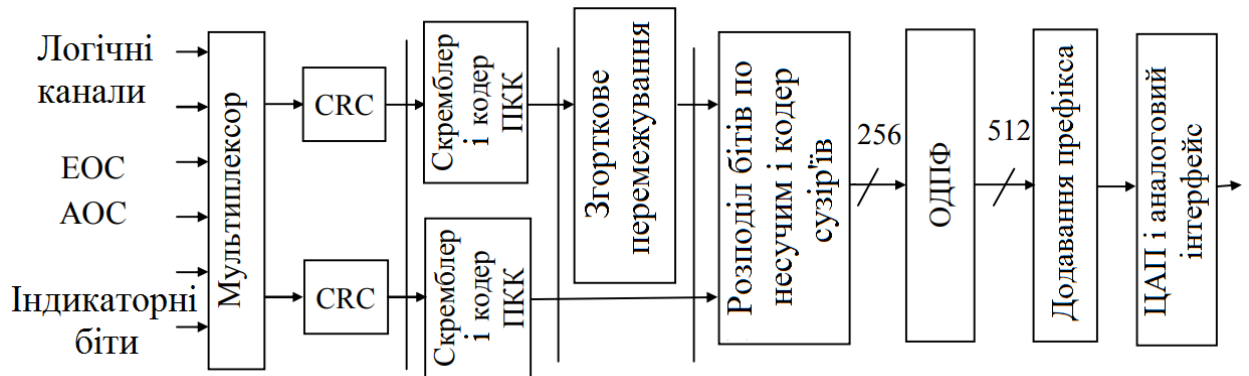 Логічні
канали
ЕОС
АОС
Індикаторні
біти
Мультиплексор
CRC
CRC
Скремблер
і кодер
ПКК
Скремблер
і кодер
ПКК
Згорткове
перемежування
Розподіл бітів по
несучим і кодер
сузір'їв
256
ОДПФ
512
Додавання префікса
ЦАП і аналоговий
інтерфейс